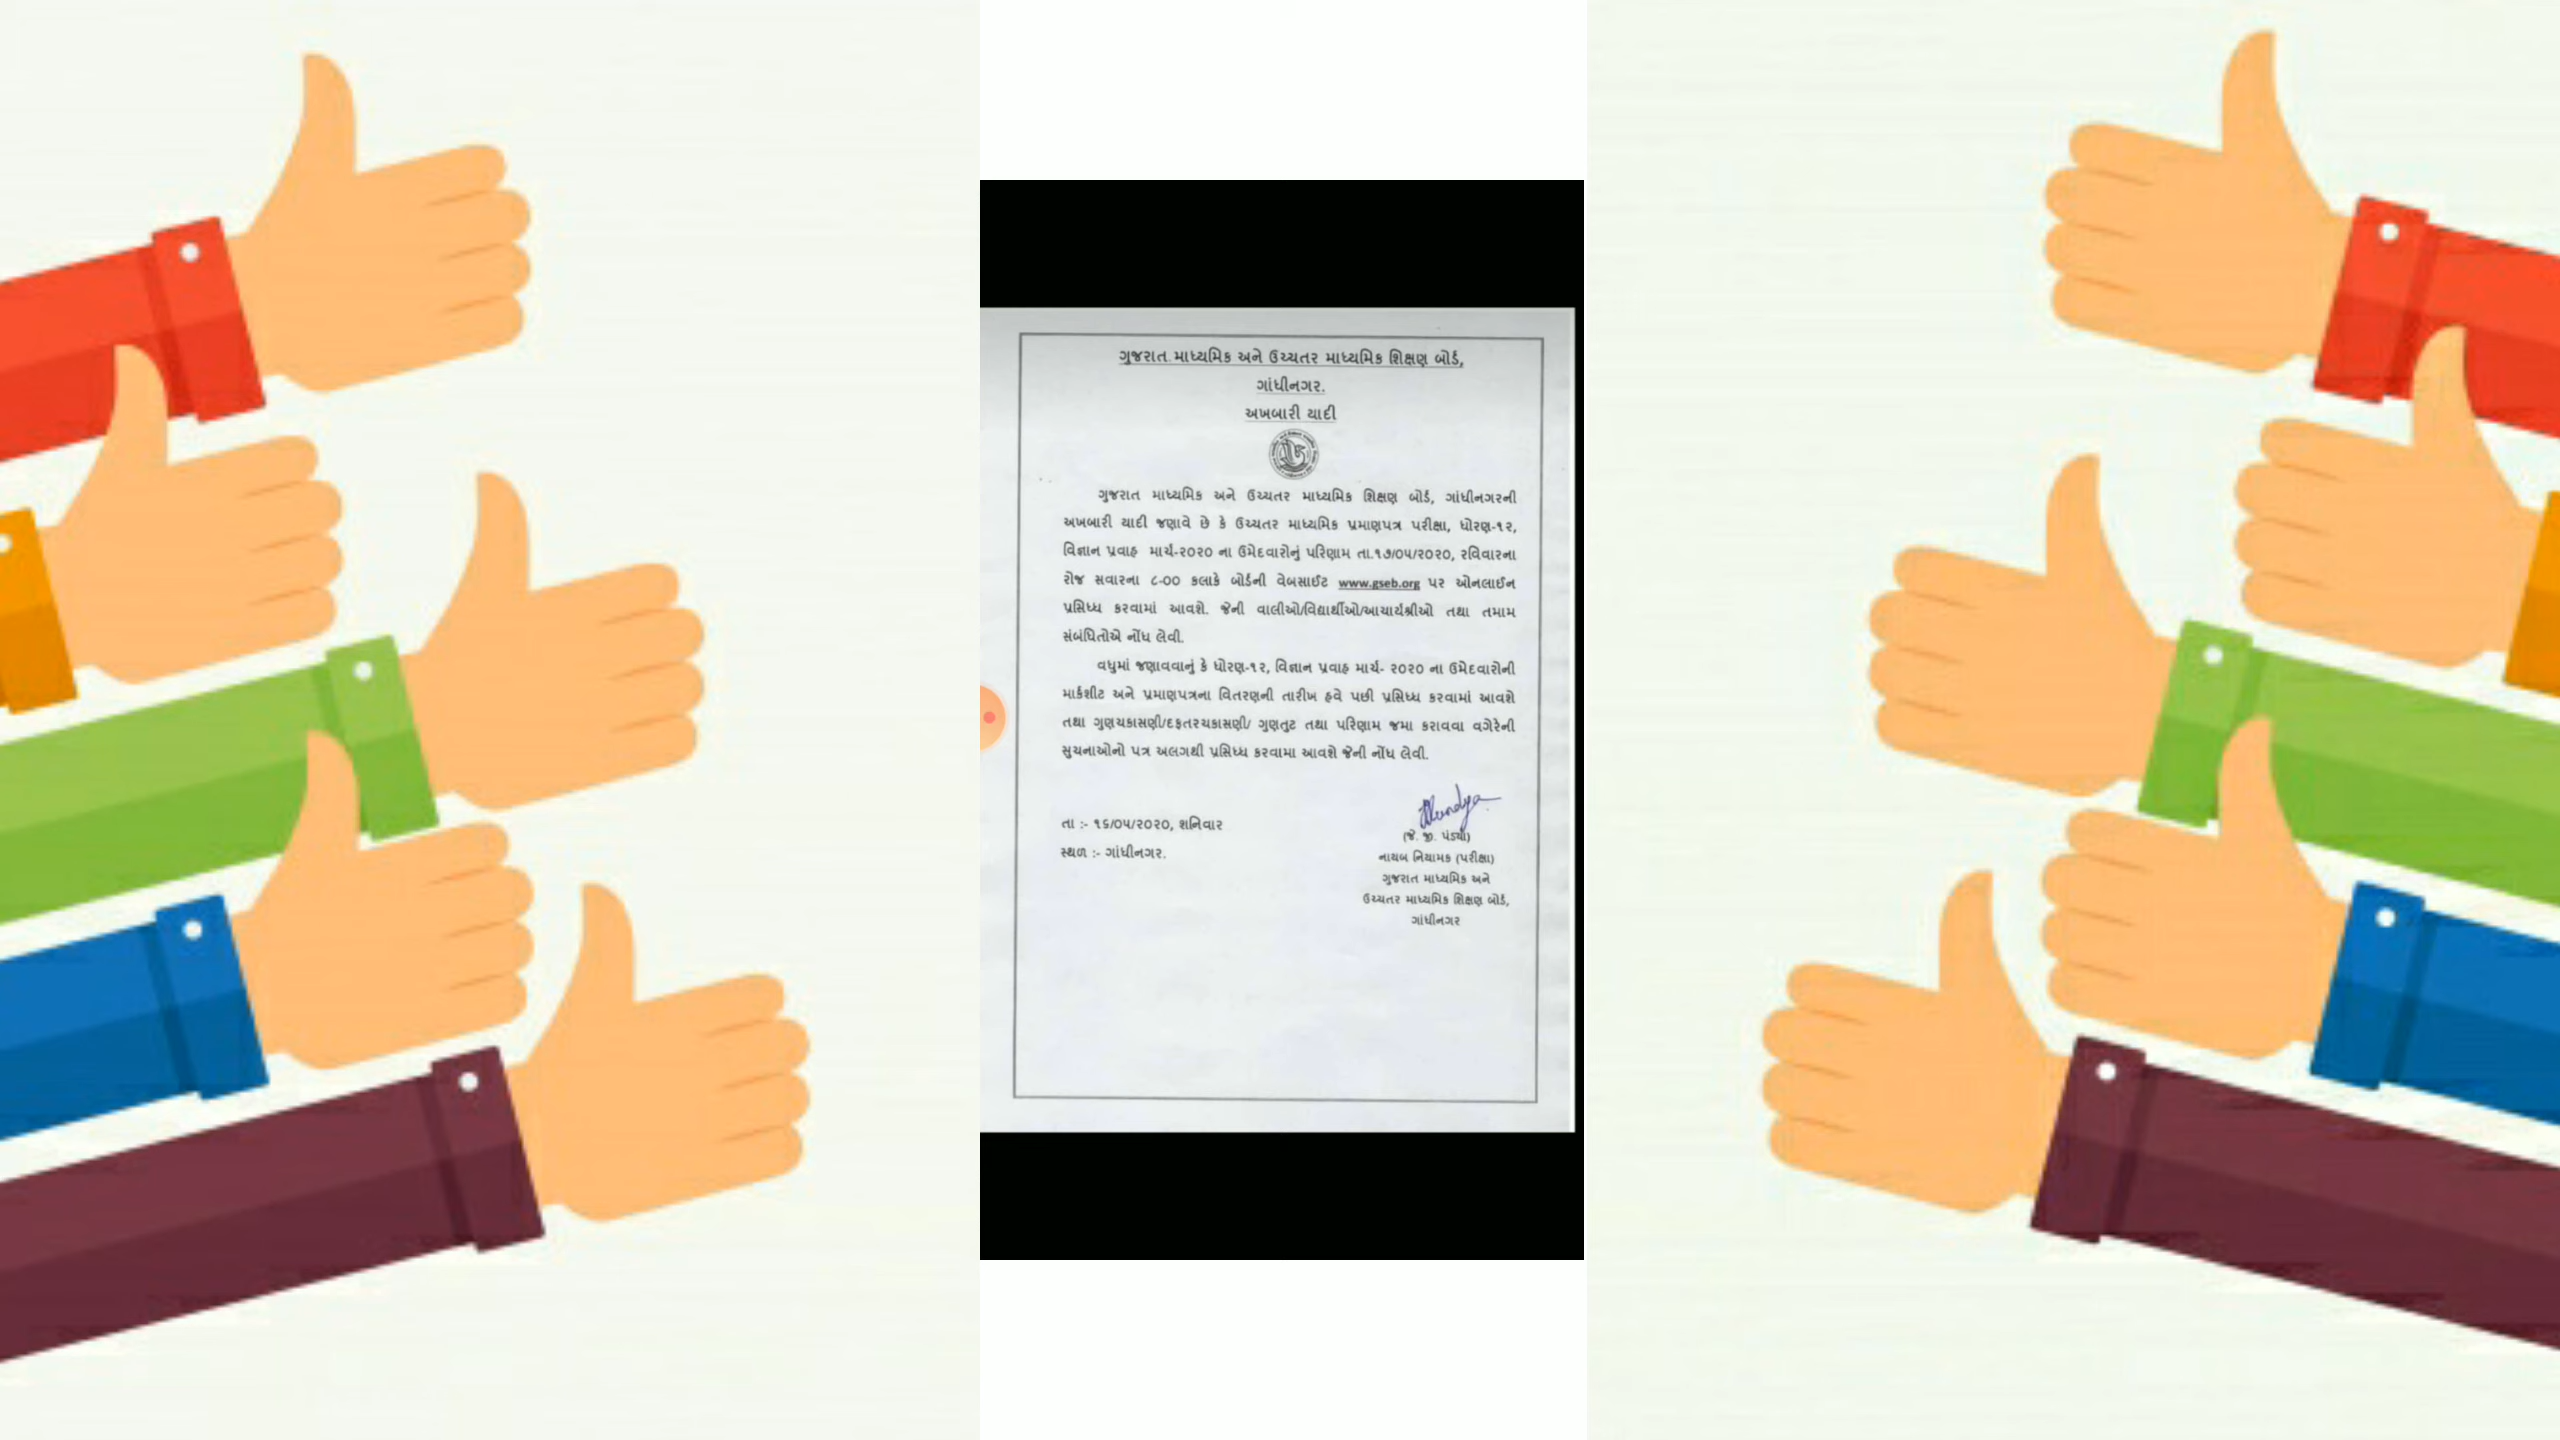 ગુજરાત માધ્યમિક અને ઉચ્ચતર માધ્યમિક શિક્ષણ બોર્ડ,
ગાંધીનગર.
અખબારી યાદી
ગુજરાત માધ્યમિક અને ઉચ્ચતર માધ્યમિક શિક્ષણ બોર્ડ, ગાંધીનગરની
અખબારી યાદી જણાવે છે કે ઉચ્ચતર માધ્યમિક પ્રમાણપત્ર પરીક્ષા, ધોરણ-૧૨,
વિજ્ઞાન પ્રવાહ માર્ચ-૨૦૨૦ ના ઉમેદવારોનું પરિણામ તા.૧૭/૦૫/૨૦૨૦, રવિવારના
રોજ સવારના ૮-૦૦ કલાકે બોર્ડની વેબસાઈટ www.gseb.org પર ઓનલાઈન
પ્રસિધ્ધ કરવામાં આવશે. જેની વાલીઓ/વિદ્યાર્થીઓ/આચાર્યશ્રીઓ તથા તમામ
સંબંધિતોએ નોંધ લેવી.
વધુમાં જણાવવાનું કે ધોરણ-૧૨, વિજ્ઞાન પ્રવાહ માર્ચ- ૨૦૨૦ ના ઉમેદવારોની
માર્કશીટ અને પ્રમાણપત્રના વિતરણની તારીખ હવે પછી પ્રસિધ્ધ કરવામાં આવશે
તથા ગુણચકાસણી/દફતરચકાસણી/ ગુણતુટ તથા પરિણામ જમા કરાવવા વગેરેની
સુચનાઓનો પત્ર અલગથી પ્રસિધ્ધ કરવામા આવશે જેની નોંધ લેવી.
તા :- ૧૬/૦૫/૨૦૨૦, શનિવાર
સ્થળ :- ગાંધીનગર.
(જે. જી. પંડ્યા)
નાયબ નિયામક (પરીક્ષા)
ગુજરાત માધ્યમિક અને
ઉચ્ચતર માધ્યમિક શિક્ષણ બોર્ડ,
ગાંધીનગર